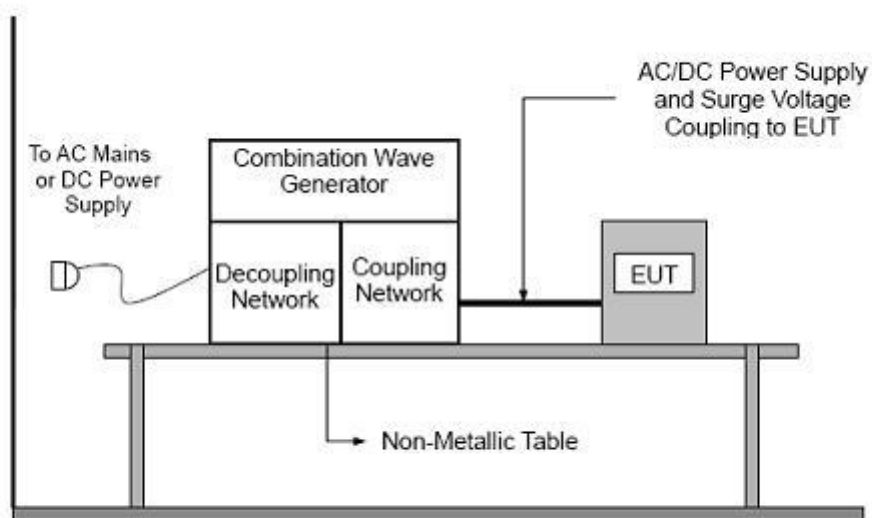 AC/DC Power Supply
and Surge Voltage
Coupling to EUT
To AC Mains
or DC Power
Supply
Combination Wave
Generator
Decoupling
Network
Coupling
Network
EUT
Non-Metallic Table